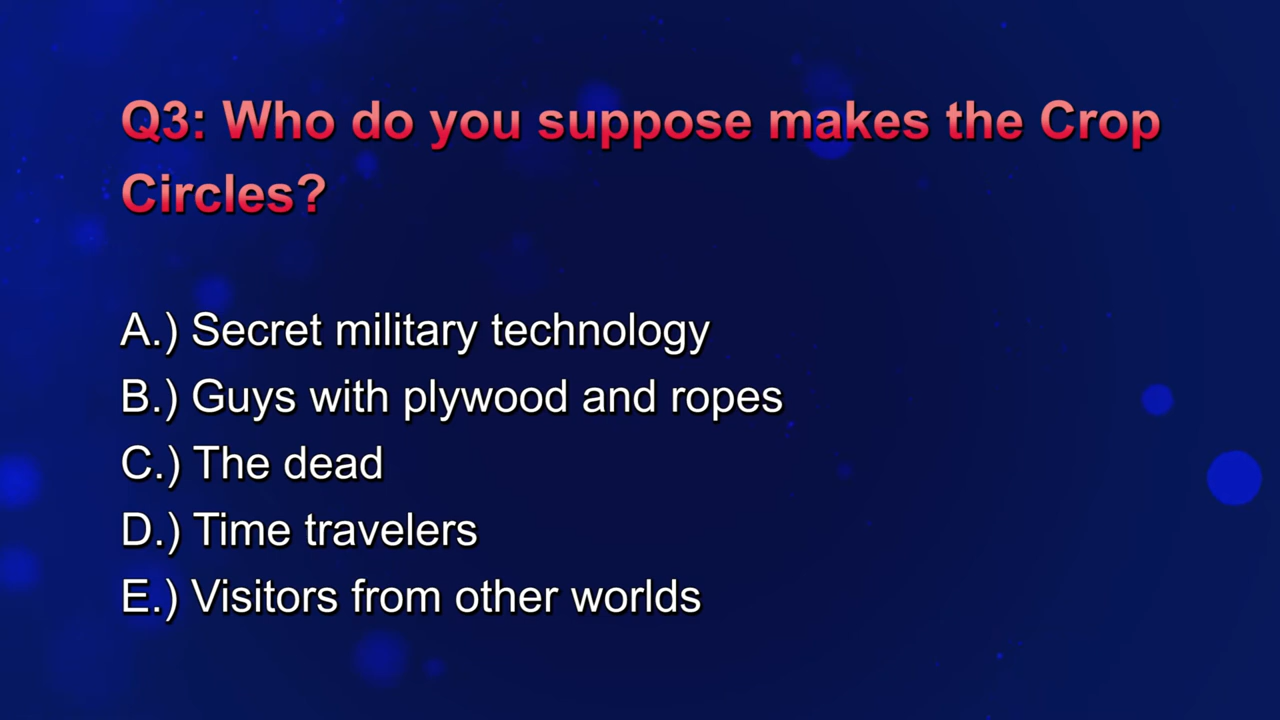 Q3: Who do you suppose makes the Crop
Circles?
A.) Secret military technology
B.) Guys with plywood and ropes
C.) The dead
D.) Time travelers
E.) Visitors from other worlds